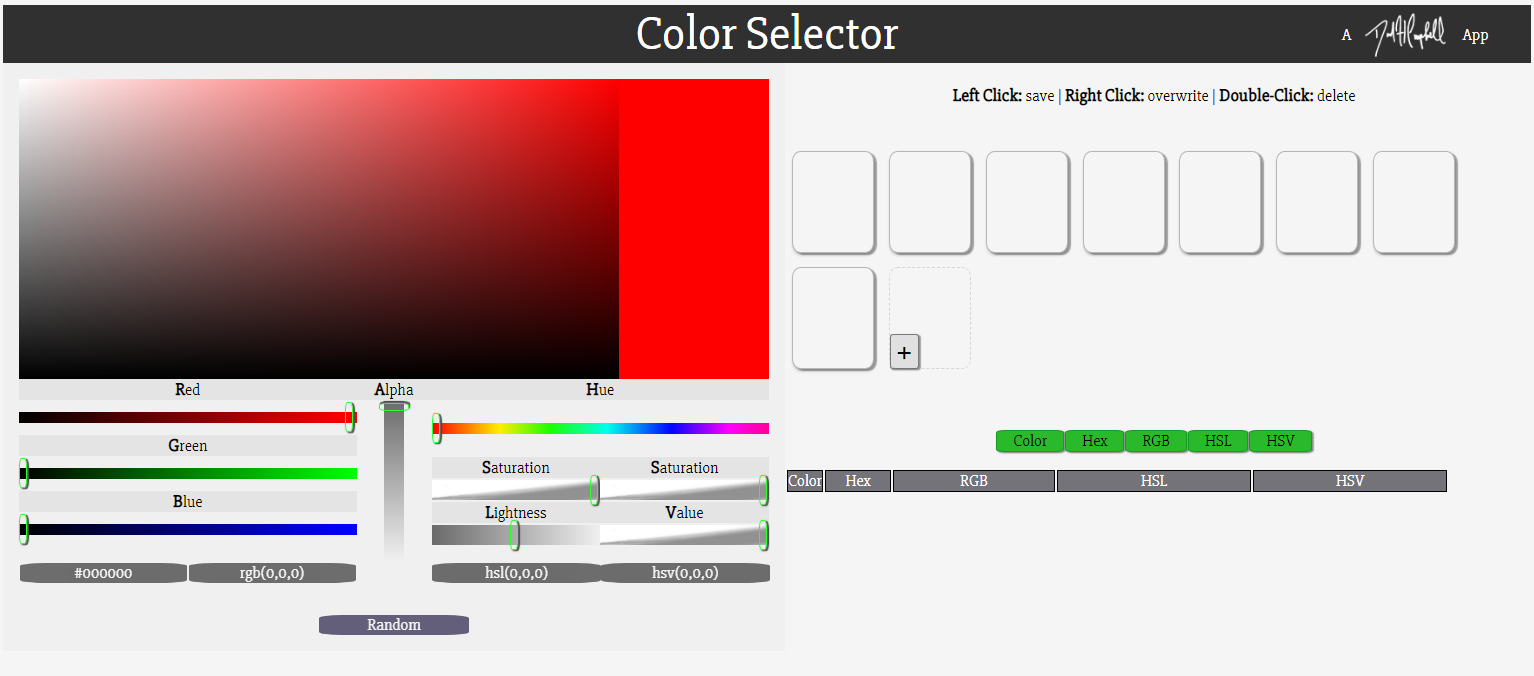 Color Selector
A
App
Left Click: save | Right Click: overwrite | Double-Click: delete
+
Red
Alpha
Hue
Green
Saturation
Saturation
Blue
Lightness
Value
#000000
rgb(0,0,0)
hsl(0,0,0)
hsv(0,0,0)
Random
Color Hex RGB HSL HSV
Color Hex RGB HSL HSV